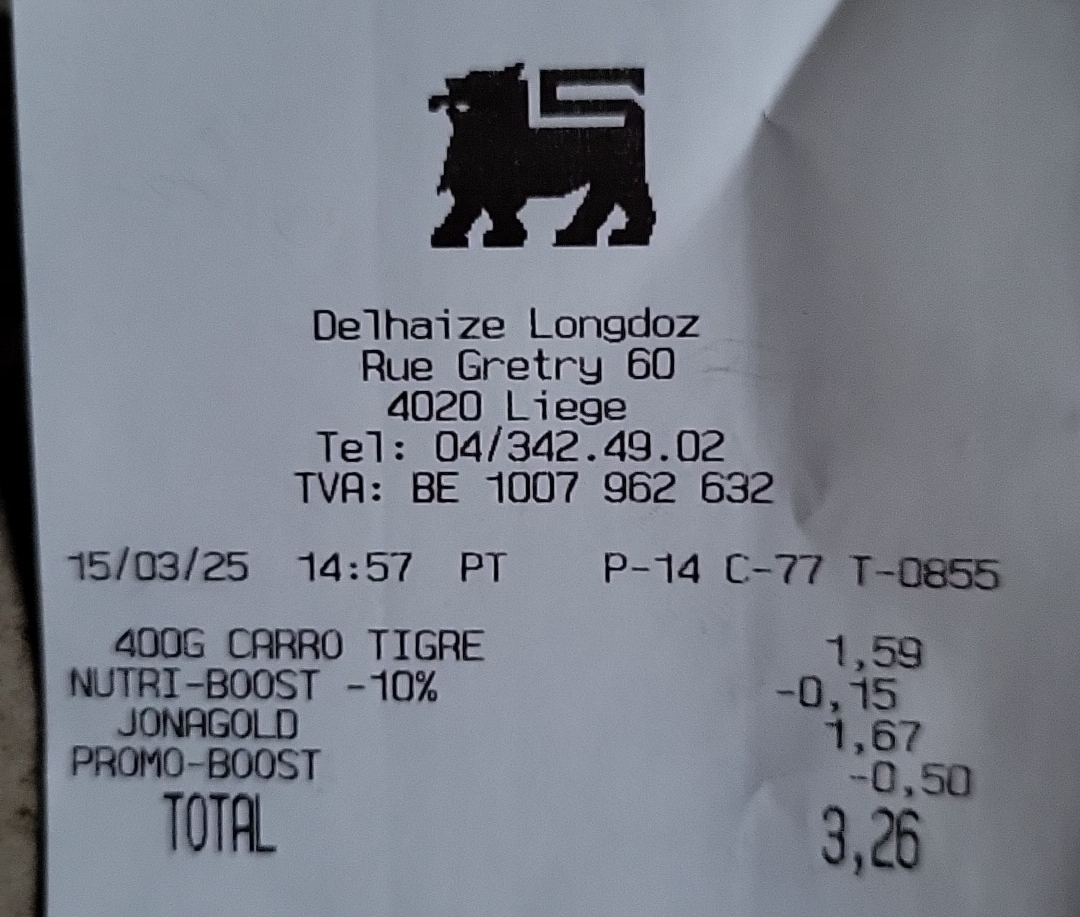 Delhaize Longdoz
Rue Gretry 60
4020 Liege
Tel: 04/342.49.02
TVA: BE 1007 962 632
15/03/25 14:57 PT P-14 C-77 T-0855
400G CARRO TIGRE 1,59
NUTRI-BOOST -10% -0,15
JONAGOLD 1,67
PROMO-BOOST -0,50
TOTAL 3,26